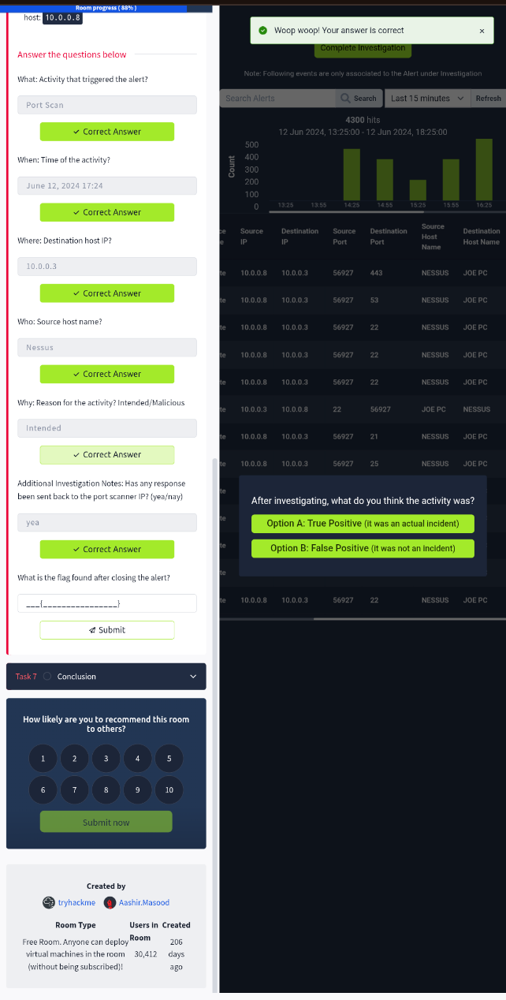 Room progress ( 88% )
host: 10.0.0.8
Answer the questions below
What: Activity that triggered the alert?
Port Scan
Correct Answer
When: Time of the activity?
June 12, 2024 17:24
Correct Answer
Where: Destination host IP?
10.0.0.3
Correct Answer
Who: Source host name?
Nessus
Correct Answer
Why: Reason for the activity? Intended/Malicious
Intended
Correct Answer
Additional Investigation Notes: Has any response
been sent back to the port scanner IP? (yea/nay)
yea
Correct Answer
What is the flag found after closing the alert?
___{________________}
Submit
Task 7 Conclusion
How likely are you to recommend this room
to others?
1 2 3 4 5
6 7 8 9 10
Submit now
Created by
tryhackme Aashir.Masood
Room Type Users in Room Created
Free Room. Anyone can deploy virtual machines in the room (without being subscribed)! 30,412 206 days ago
Woop woop! Your answer is correct ×
Complete Investigation
Note: Following events are only associated to the Alert under Investigation
Search Alerts Search Last 15 minutes Refresh
4300 hits
12 Jun 2024, 13:25:00 - 12 Jun 2024, 18:25:00
Count
500
400
300
200
100
0
13:25 13:55 14:25 14:55 15:25 15:55 16:25
Source IP Destination IP Source Port Destination Port Source Host Name Destination Host Name
te 10.0.0.8 10.0.0.3 56927 443 NESSUS JOE PC
te 10.0.0.8 10.0.0.3 56927 53 NESSUS JOE PC
te 10.0.0.8 10.0.0.3 56927 22 NESSUS JOE PC
te 10.0.0.8 10.0.0.3 56927 22 NESSUS JOE PC
te 10.0.0.8 10.0.0.3 56927 22 NESSUS JOE PC
te 10.0.0.3 10.0.0.8 22 56927 JOE PC NESSUS
te 10.0.0.8 10.0.0.3 56927 21 NESSUS JOE PC
te 10.0.0.8 10.0.0.3 56927 25 NESSUS JOE PC
te
te
te
te
te 10.0.0.8 10.0.0.3 56927 22 NESSUS JOE PC
After investigating, what do you think the activity was?
Option A: True Positive (it was an actual incident)
Option B: False Positive (it was not an incident)